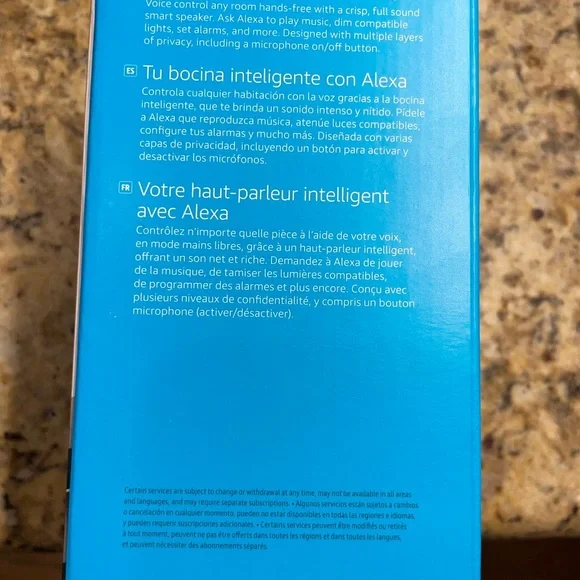 Voice control any room hands-free with a crisp, full sound
smart speaker. Ask Alexa to play music, dim compatible
lights, set alarms, and more. Designed with multiple layers
of privacy, including a microphone on/off button.
ES Tu bocina inteligente con Alexa
Controla cualquier habitación con la voz gracias a la bocina
inteligente, que te brinda un sonido intenso y nítido. Pídele
a Alexa que reproduzca música, atenúe luces compatibles,
configure tus alarmas y mucho más. Diseñada con varias
capas de privacidad, incluyendo un botón para activar y
desactivar los micrófonos.
FR Votre haut-parleur intelligent
avec Alexa
Contrôlez n'importe quelle pièce à l'aide de votre voix,
en mode mains libres, grâce à un haut-parleur intelligent,
offrant un son net et riche. Demandez à Alexa de jouer
de la musique, de tamiser les lumières compatibles,
de programmer des alarmes et plus encore. Conçu avec
plusieurs niveaux de confidentialité, y compris un bouton
microphone (activer/désactiver).
Certain services are subject to change or withdrawal at any time, may not be available in all areas
and languages, and may require separate subscriptions. • Algunos servicios están sujetos a cambios
o cancelación en cualquier momento, pueden no estar disponibles en todas las regiones e idiomas,
y pueden requerir suscripciones adicionales. • Certains services peuvent être modifiés ou retirés
à tout moment, peuvent ne pas être offerts dans toutes les régions et dans toutes les langues,
et peuvent nécessiter des abonnements séparés.